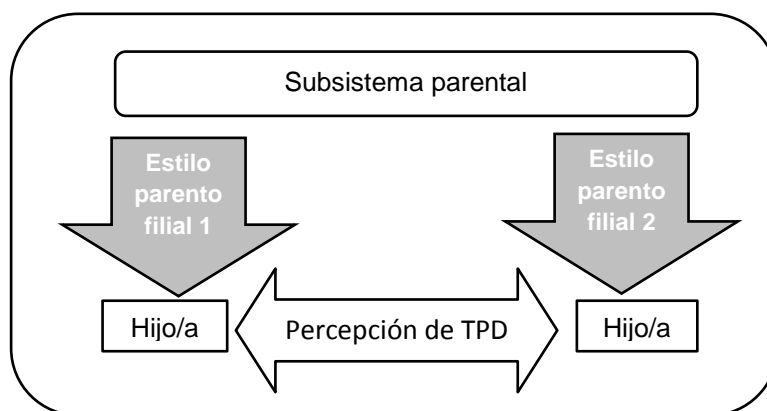 Subsistema parental
Estilo
parento
filial 1
Estilo
parento
filial 2
Hijo/a
Percepción de TPD
Hijo/a